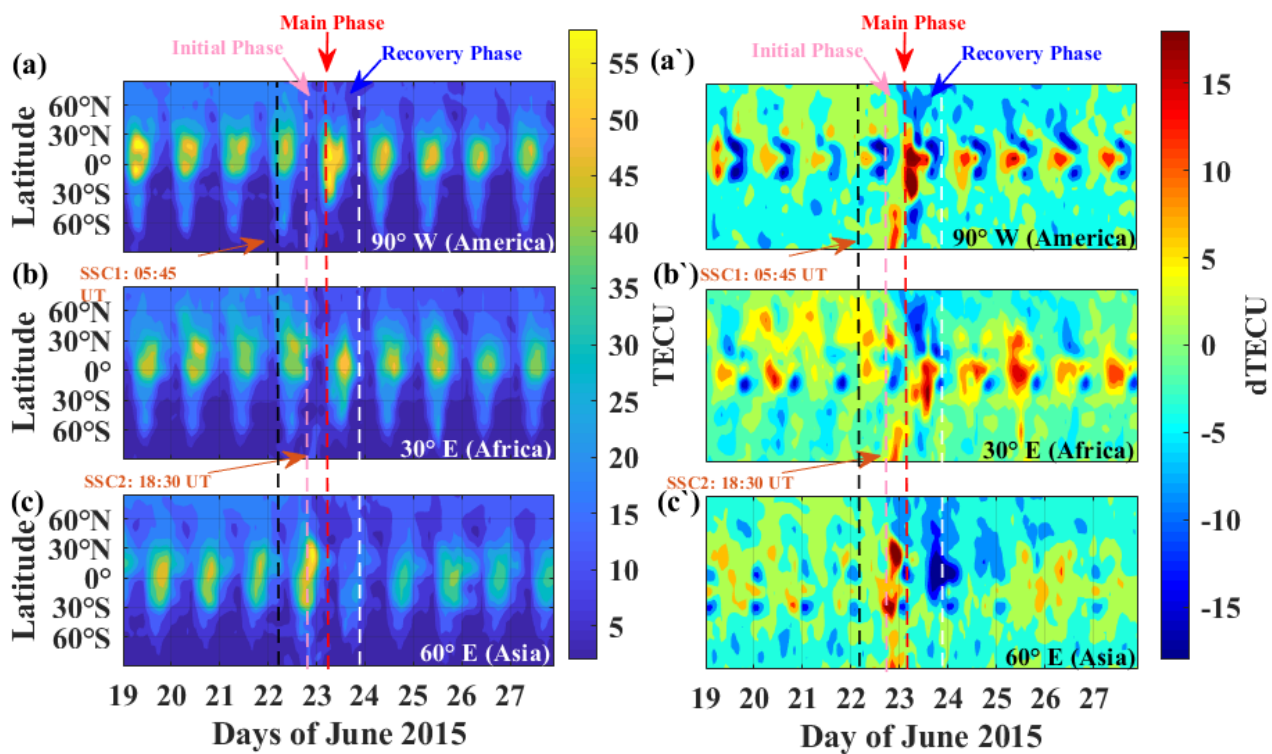 Main Phase
Initial Phase
Recovery Phase
(a)
60°N
30°N
0°
30°S
60°S
Latitude
90° W (America)
SSC1: 05:45
UT
(b)
60°N
30°N
0°
30°S
60°S
Latitude
30° E (Africa)
SSC2: 18:30 UT
(c)
60°N
30°N
0°
30°S
60°S
Latitude
60° E (Asia)
19 20 21 22 23 24 25 26 27
Days of June 2015
55
50
45
40
35
30
25
20
15
10
5
TECU
Main Phase
Initial Phase
Recovery Phase
(a`)
90° W (America)
SSC1: 05:45 UT
(b`)
30° E (Africa)
SSC2: 18:30 UT
(c`)
60° E (Asia)
19 20 21 22 23 24 25 26 27
Day of June 2015
15
10
5
0
-5
-10
-15
dTECU